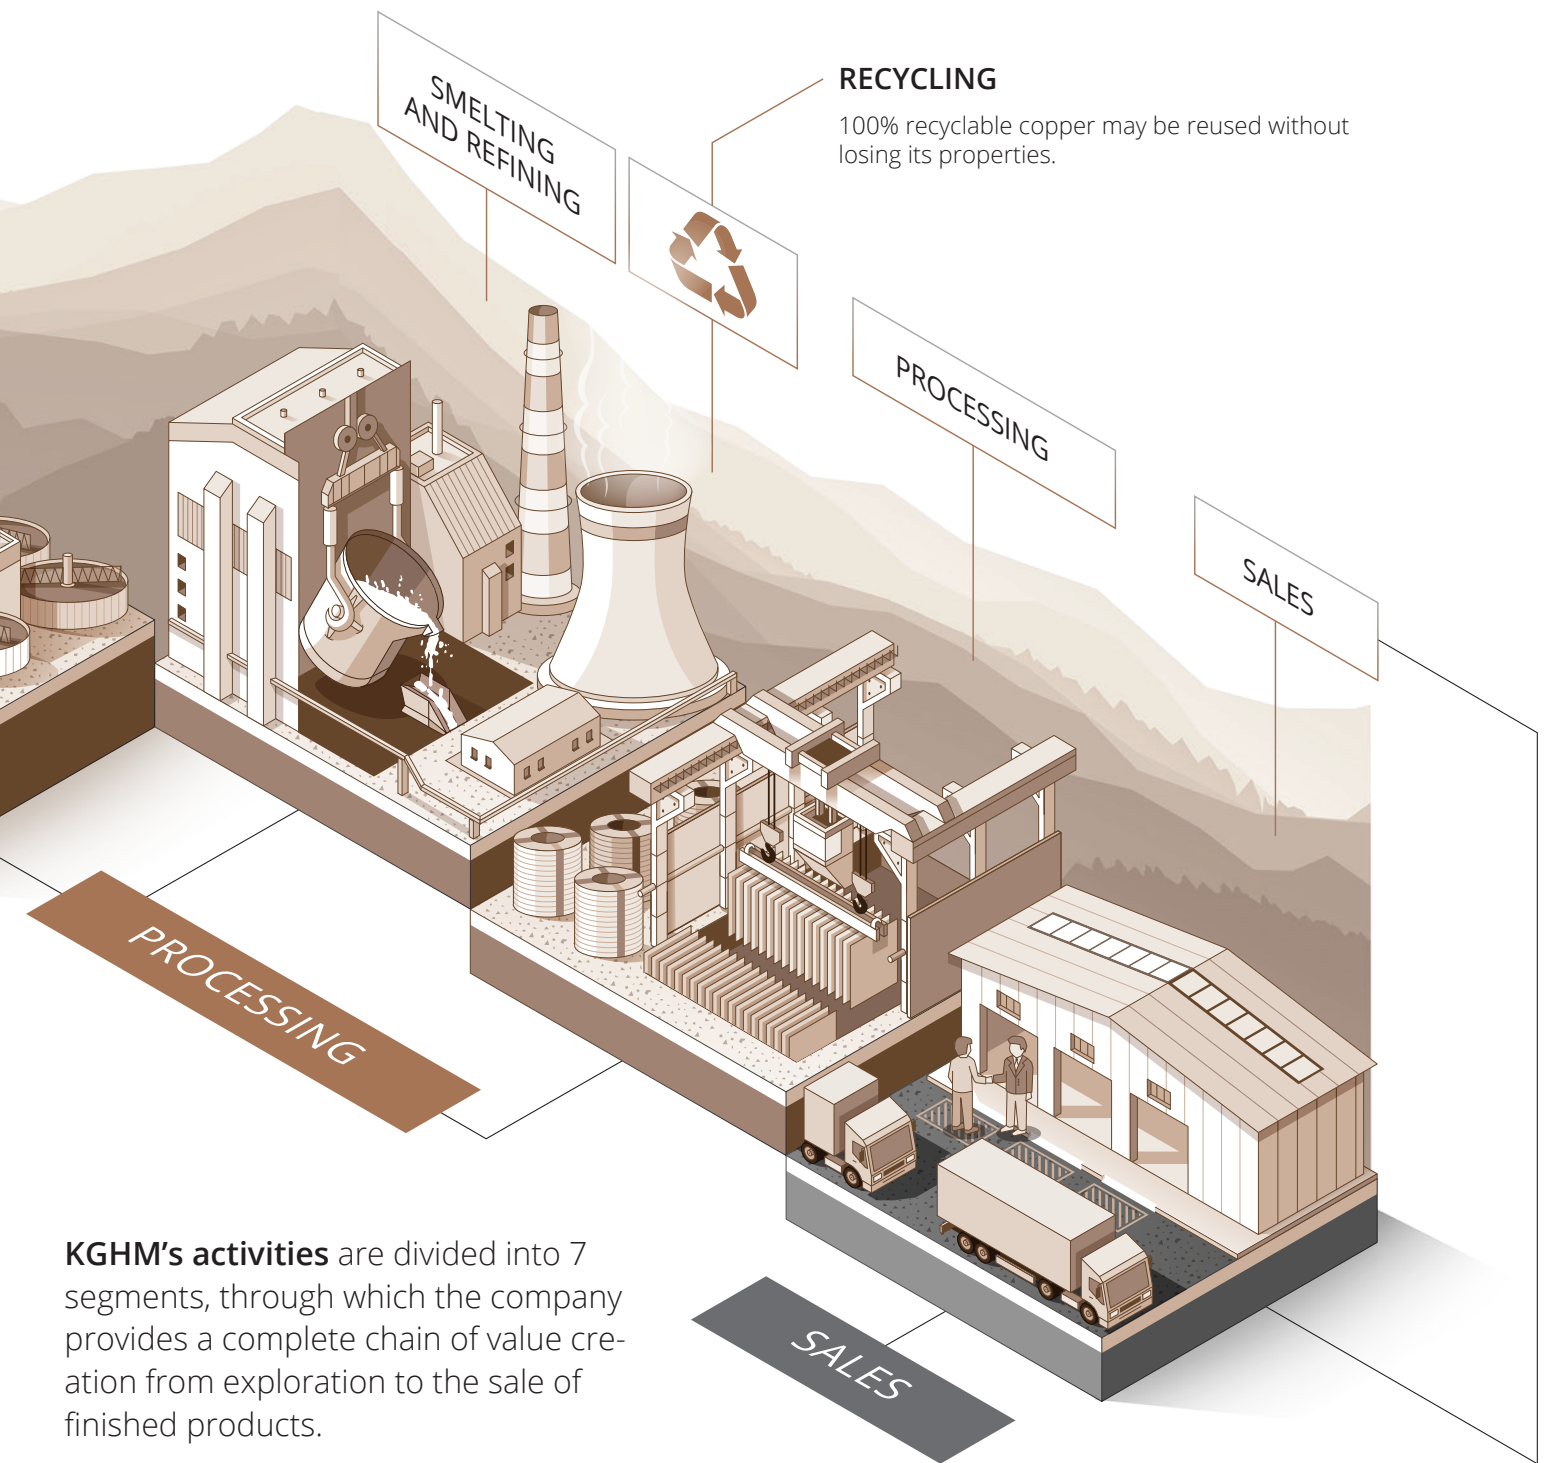 SMELTING
AND REFINING
RECYCLING
100% recyclable copper may be reused without
losing its properties.
PROCESSING
SALES
PROCESSING
KGHM’s activities are divided into 7
segments, through which the company
provides a complete chain of value cre-
ation from exploration to the sale of
finished products.
SALES